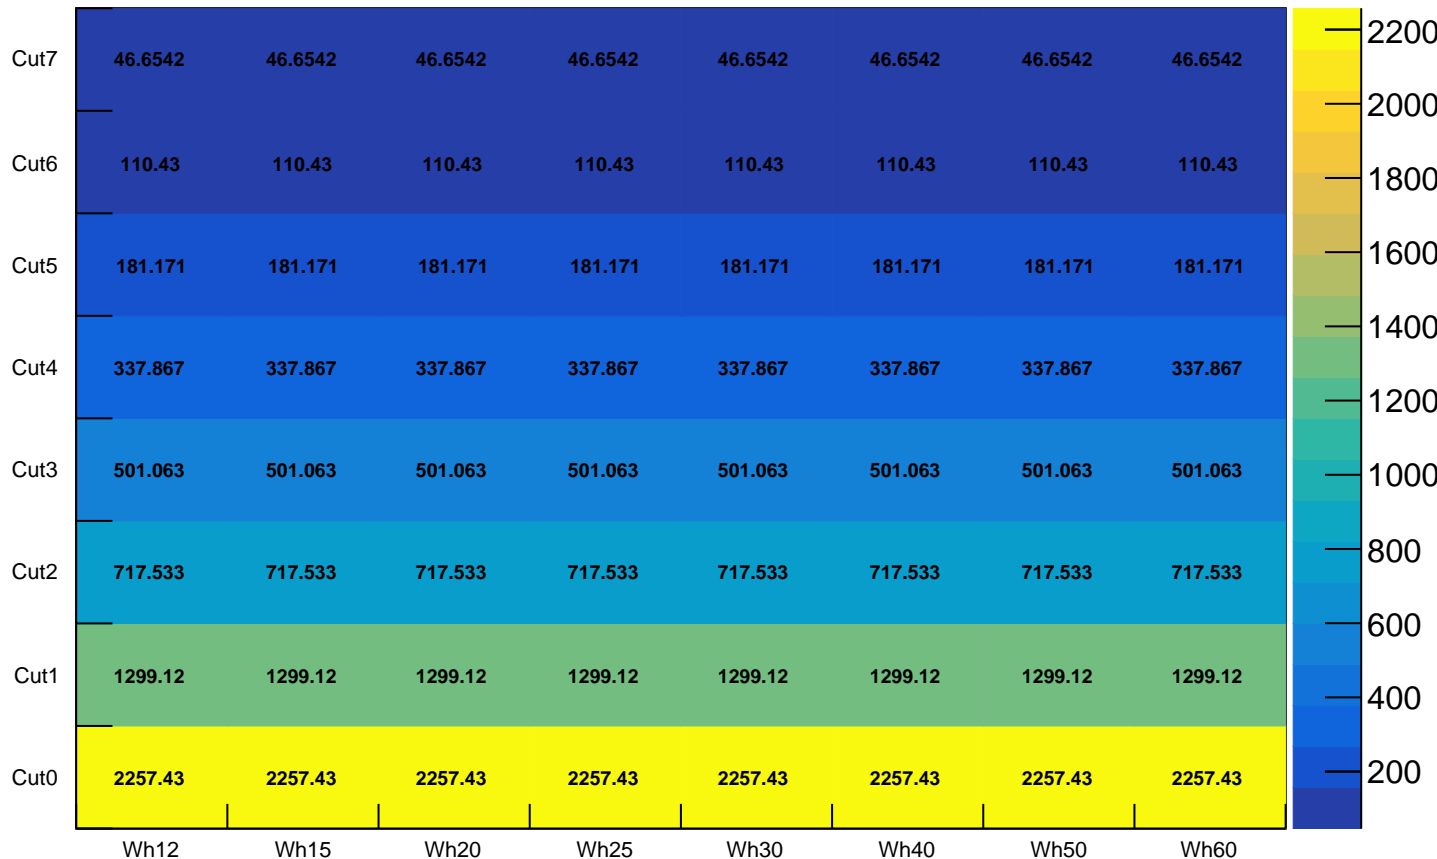 Cut7 46.6542 46.6542 46.6542 46.6542 46.6542 46.6542 46.6542 46.6542
Cut6 110.43 110.43 110.43 110.43 110.43 110.43 110.43 110.43
Cut5 181.171 181.171 181.171 181.171 181.171 181.171 181.171 181.171
Cut4 337.867 337.867 337.867 337.867 337.867 337.867 337.867 337.867
Cut3 501.063 501.063 501.063 501.063 501.063 501.063 501.063 501.063
Cut2 717.533 717.533 717.533 717.533 717.533 717.533 717.533 717.533
Cut1 1299.12 1299.12 1299.12 1299.12 1299.12 1299.12 1299.12 1299.12
Cut0 2257.43 2257.43 2257.43 2257.43 2257.43 2257.43 2257.43 2257.43
Wh12 Wh15 Wh20 Wh25 Wh30 Wh40 Wh50 Wh60
2200
2000
1800
1600
1400
1200
1000
800
600
400
200